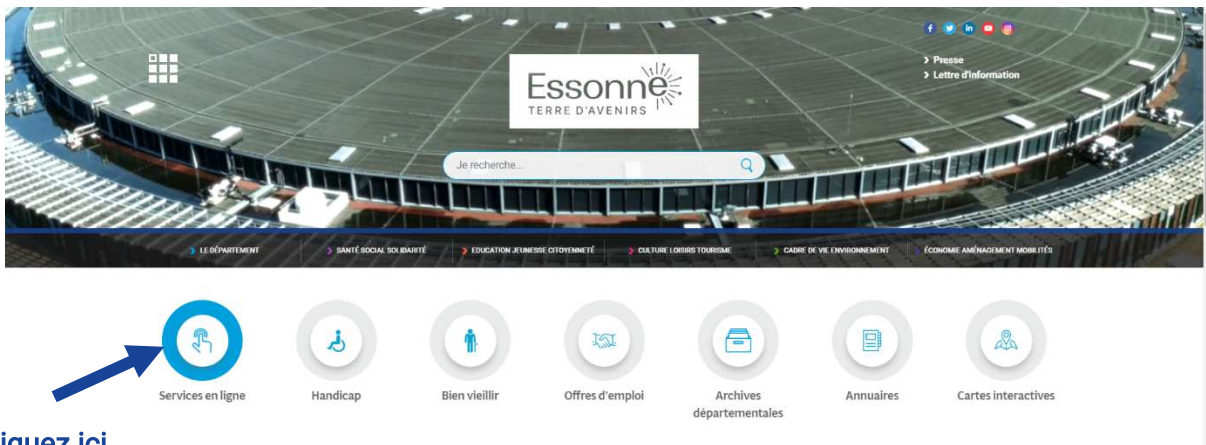 Presse
Lettre d'Information
Essonne
TERRE D'AVENIRS
Je recherche...
LE DÉPARTEMENT
SANTÉ SOCIAL SOLIDARITÉ
EDUCATION JEUNESSE CITOYENNETÉ
CULTURE LOISIRS TOURISME
CADRE DE VIE ENVIRONNEMENT
ÉCONOMIE AMÉNAGEMENT MOBILITÉS
Services en ligne
Handicap
Bien vieillir
Offres d'emploi
Archives
départementales
Annuaires
Cartes interactives
iquez ici